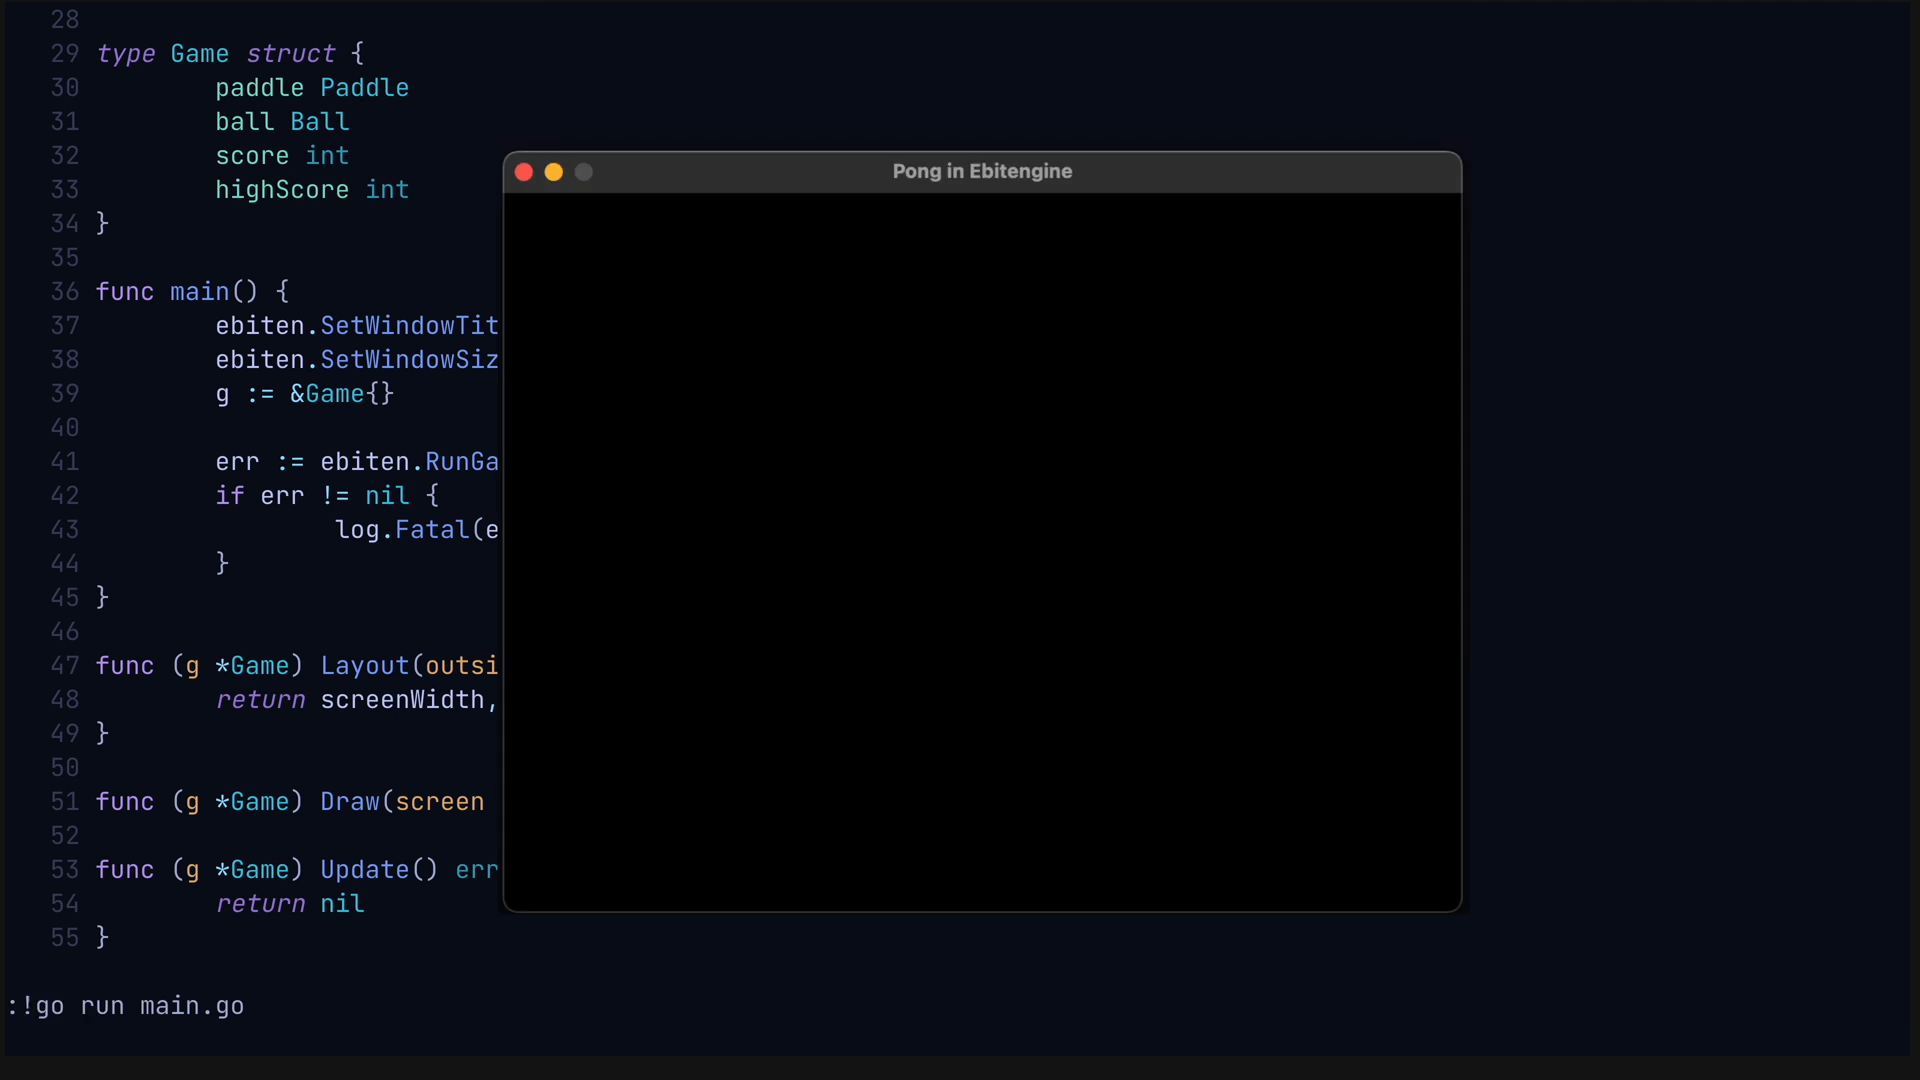 28
29 type Game struct {
30 paddle Paddle
31 ball Ball
32 score int
33 highScore int
34 }
35
36 func main() {
37 ebiten.SetWindowTit
38 ebiten.SetWindowSiz
39 g := &Game{}
40
41 err := ebiten.RunGa
42 if err != nil {
43 log.Fatal(e
44 }
45 }
46
47 func (g *Game) Layout(outsi
48 return screenWidth,
49 }
50
51 func (g *Game) Draw(screen
52
53 func (g *Game) Update() err
54 return nil
55 }
:!go run main.go
Pong in Ebitengine